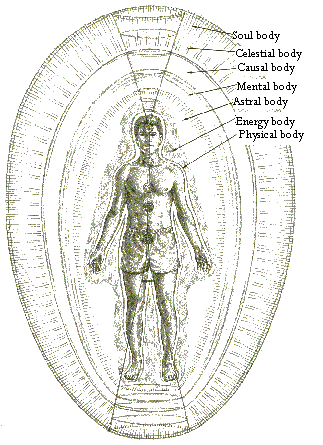 Soul body
Celestial body
Causal body
Mental body
Astral body
Energy body
Physical body